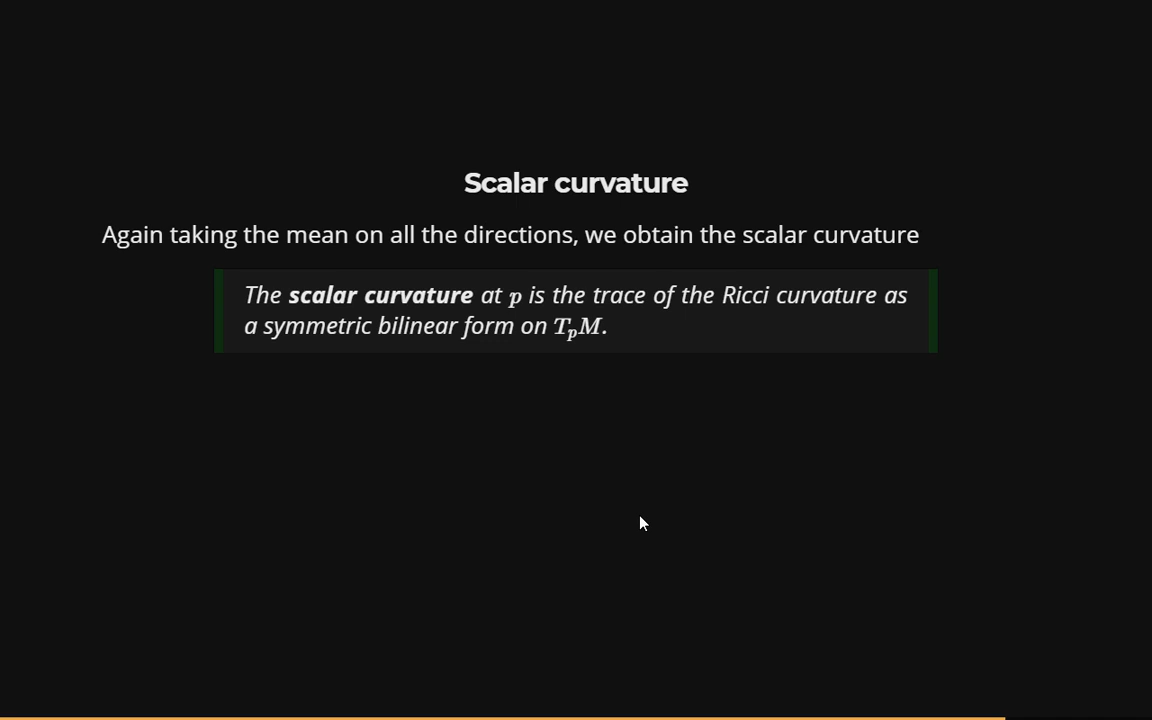 Scalar curvature
Again taking the mean on all the directions, we obtain the scalar curvature
The scalar curvature at p is the trace of the Ricci curvature as
a symmetric bilinear form on TₚM.